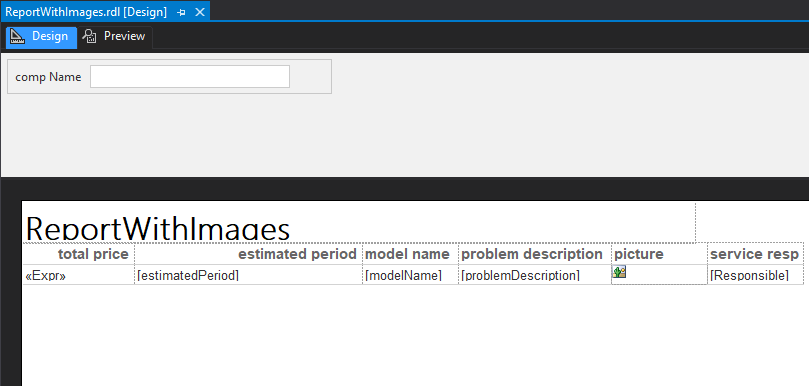 ReportWithImages.rdl [Design]
Design Preview
comp Name
ReportWithImages
total price estimated period model name problem description picture service resp
«Expr» [estimatedPeriod] [modelName] [problemDescription] [Responsible]